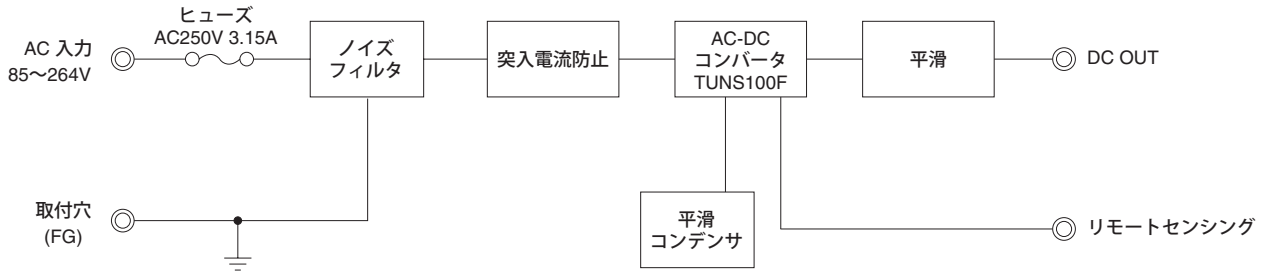 ヒューズ
AC250V 3.15A
AC 入力
85〜264V
ノイズ
フィルタ
突入電流防止
AC-DC
コンバータ
TUNS100F
平滑
DC OUT
取付穴
(FG)
平滑
コンデンサ
リモートセンシング